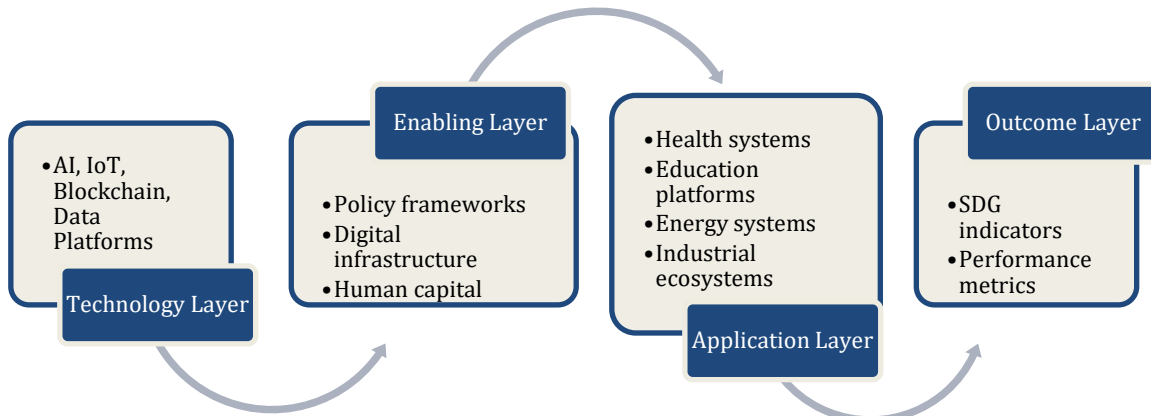 •AI, IoT,
Blockchain,
Data
Platforms
Technology Layer
Enabling Layer
•Policy frameworks
•Digital
infrastructure
•Human capital
•Health systems
•Education
platforms
•Energy systems
•Industrial
ecosystems
Application Layer
Outcome Layer
•SDG
indicators
•Performance
metrics